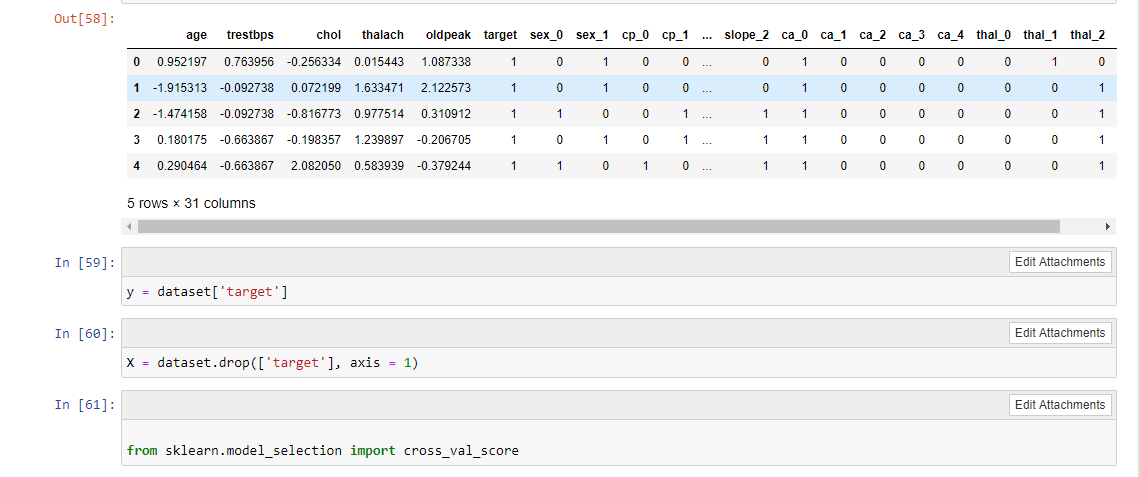 Out[58]:
age trestbps chol thalach oldpeak target sex_0 sex_1 cp_0 cp_1 ... slope_2 ca_0 ca_1 ca_2 ca_3 ca_4 thal_0 thal_1 thal_2
0 0.952197 0.763956 -0.256334 0.015443 1.087338 1 0 1 0 0 ... 0 1 0 0 0 0 0 1 0
1 -1.915313 -0.092738 0.072199 1.633471 2.122573 1 0 1 0 0 ... 0 1 0 0 0 0 0 0 1
2 -1.474158 -0.092738 -0.816773 0.977514 0.310912 1 1 0 0 1 ... 1 1 0 0 0 0 0 0 1
3 0.180175 -0.663867 -0.198357 1.239897 -0.206705 1 0 1 0 1 ... 1 1 0 0 0 0 0 0 1
4 0.290464 -0.663867 2.082050 0.583939 -0.379244 1 1 0 1 0 ... 1 1 0 0 0 0 0 0 1
5 rows × 31 columns
In [59]: Edit Attachments
y = dataset['target']
In [60]: Edit Attachments
X = dataset.drop(['target'], axis = 1)
In [61]: Edit Attachments
from sklearn.model_selection import cross_val_score